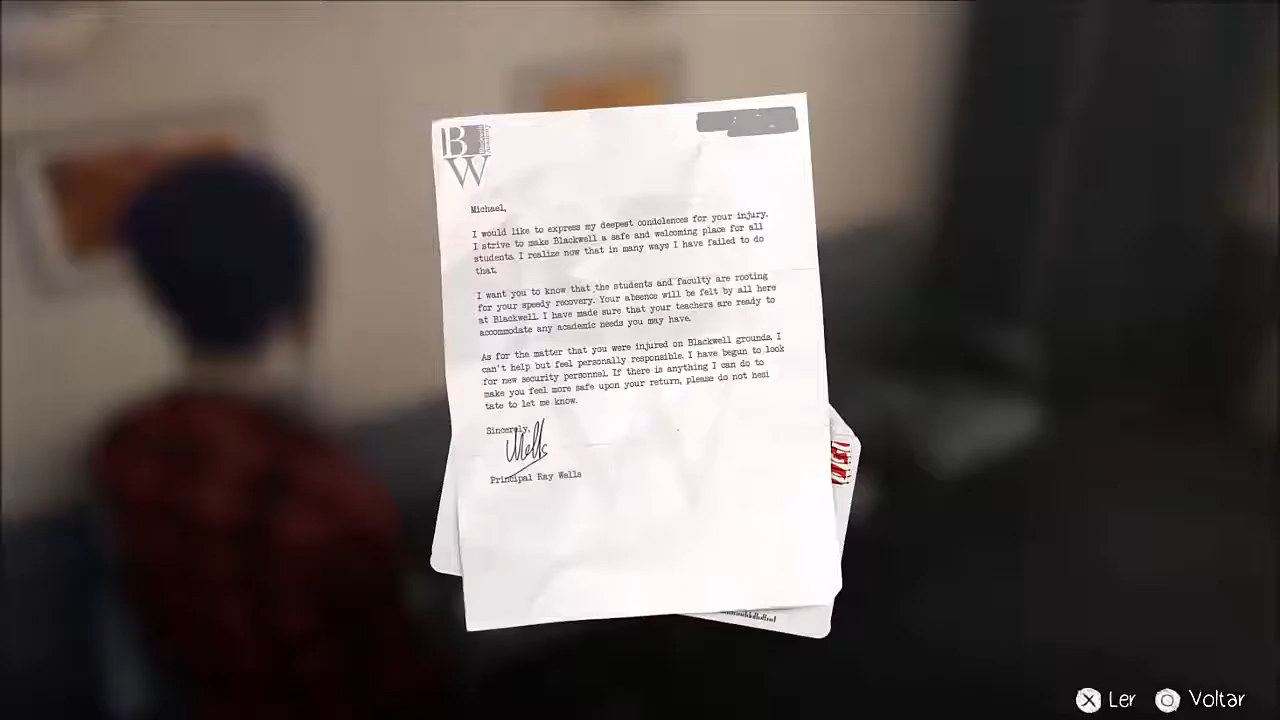 B
W
Blackwell
Academy
Michael,
I would like to express my deepest condolences for your injury.
I strive to make Blackwell a safe and welcoming place for all
students. I realize now that in many ways I have failed to do
that.
I want you to know that the students and faculty are rooting
for your speedy recovery. Your absence will be felt by all here
at Blackwell. I have made sure that your teachers are ready to
accommodate any academic needs you may have.
As for the matter that you were injured on Blackwell grounds, I
can't help but feel personally responsible. I have begun to look
for new security personnel. If there is anything I can do to
make you feel more safe upon your return, please do not hesi
tate to let me know.
Sincerely,
Wells
Principal Ray Wells
Ler
Voltar